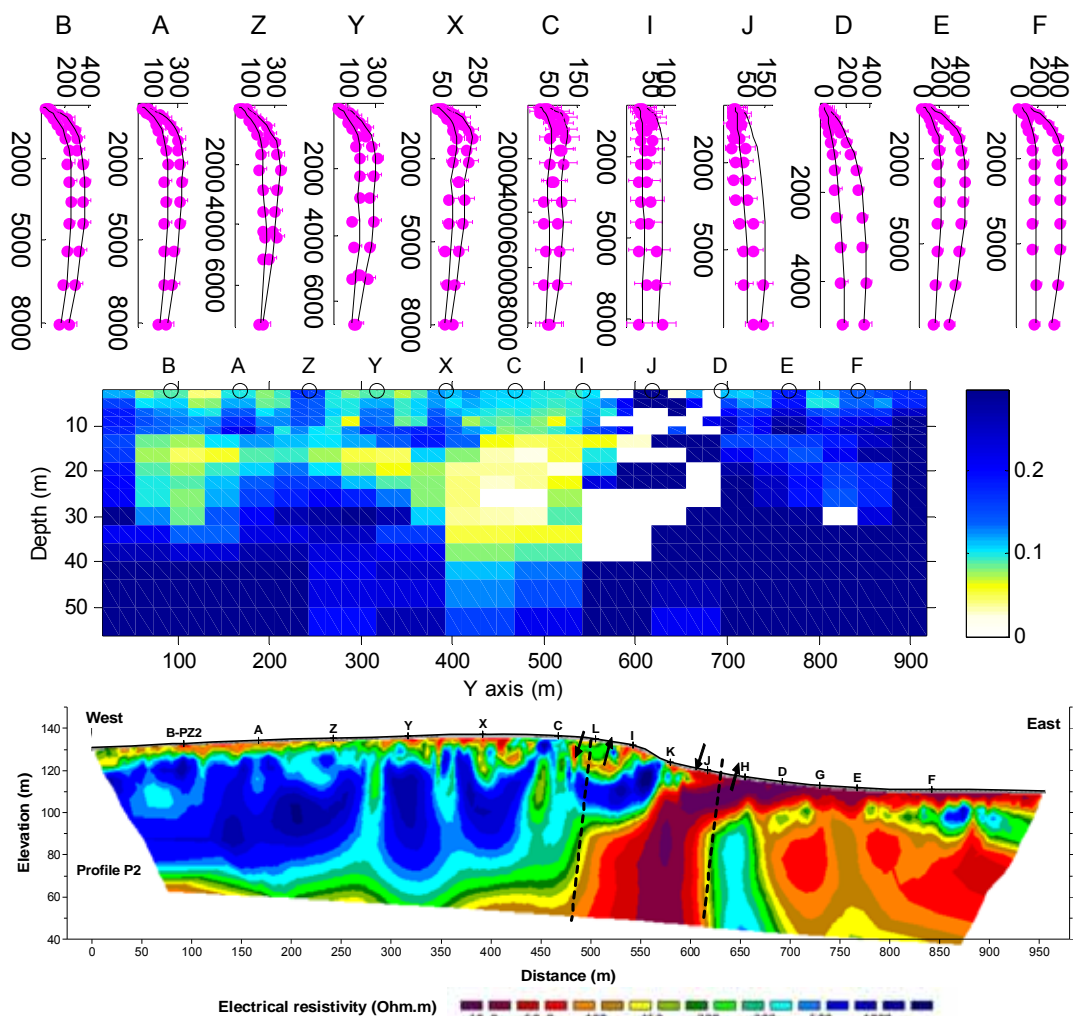 B A Z Y X C I J D E F
200 400
100 300
100 300
100 300
50 250
50 150
50 100
50 150
0 200 400
0 200 400
0 200 400
2000 5000 8000
2000 5000 8000
2000 4000 6000
2000 4000 6000
2000 5000 8000
2000 4000 6000 8000
2000 5000 8000
2000 5000
2000 4000
2000 5000
2000 5000 8000
B A Z Y X C I J D E F
10
20
30
40
50
Depth (m)
100 200 300 400 500 600 700 800 900
Y axis (m)
0.2
0.1
0
West
East
B-PZ2 A Z Y X C L I K J H D G E F
140
120
100
80
60
40
Elevation (m)
Profile P2
0 50 100 150 200 250 300 350 400 450 500 550 600 650 700 750 800 850 900 950
Distance (m)
Electrical resistivity (Ohm.m)